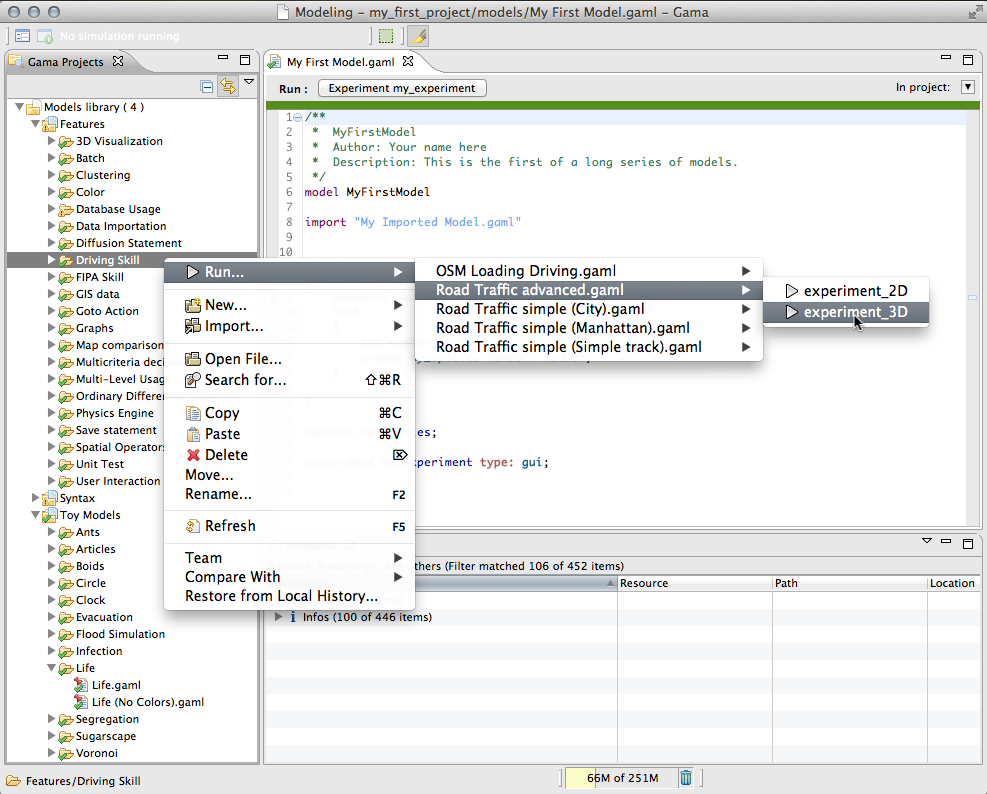 Modeling – my_first_project/models/My First Model.gaml – Gama
No simulation running
Gama Projects
Models library ( 4 )
Features
3D Visualization
Batch
Clustering
Color
Database Usage
Data Importation
Diffusion Statement
Driving Skill
FIPA Skill
GIS data
Goto Action
Graphs
Map comparison
Multicriteria deci
Multi-Level Usag
Ordinary Differe
Physics Engine
Save statement
Spatial Operators
Unit Test
User Interaction
Syntax
Toy Models
Ants
Articles
Boids
Circle
Clock
Evacuation
Flood Simulation
Infection
Life
Life.gaml
Life (No Colors).gaml
Segregation
Sugarscape
Voronoi
My First Model.gaml
Run :
Experiment my_experiment
In project:
1 /**
2 *  MyFirstModel
3 *  Author: Your name here
4 *  Description: This is the first of a long series of models.
5 */
6 model MyFirstModel
7
8 import "My Imported Model.gaml"
9
10
es;
xperiment type: gui;
Run...
New...
Import...
Open File...
Search for... ⇧⌘R
Copy ⌘C
Paste ⌘V
Delete ⌦
Move...
Rename... F2
Refresh F5
Team
Compare With
Restore from Local History...
OSM Loading Driving.gaml
Road Traffic advanced.gaml
Road Traffic simple (City).gaml
Road Traffic simple (Manhattan).gaml
Road Traffic simple (Simple track).gaml
experiment_2D
experiment_3D
thers (Filter matched 106 of 452 items)
Resource Path Location
i Infos (100 of 446 items)
Features/Driving Skill
66M of 251M